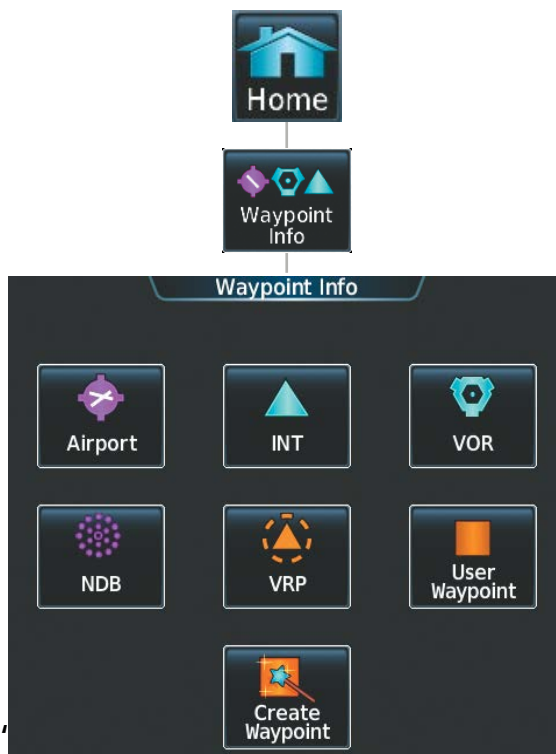 Home
Waypoint
Info
Waypoint Info
Airport
INT
VOR
NDB
VRP
User
Waypoint
Create
Waypoint